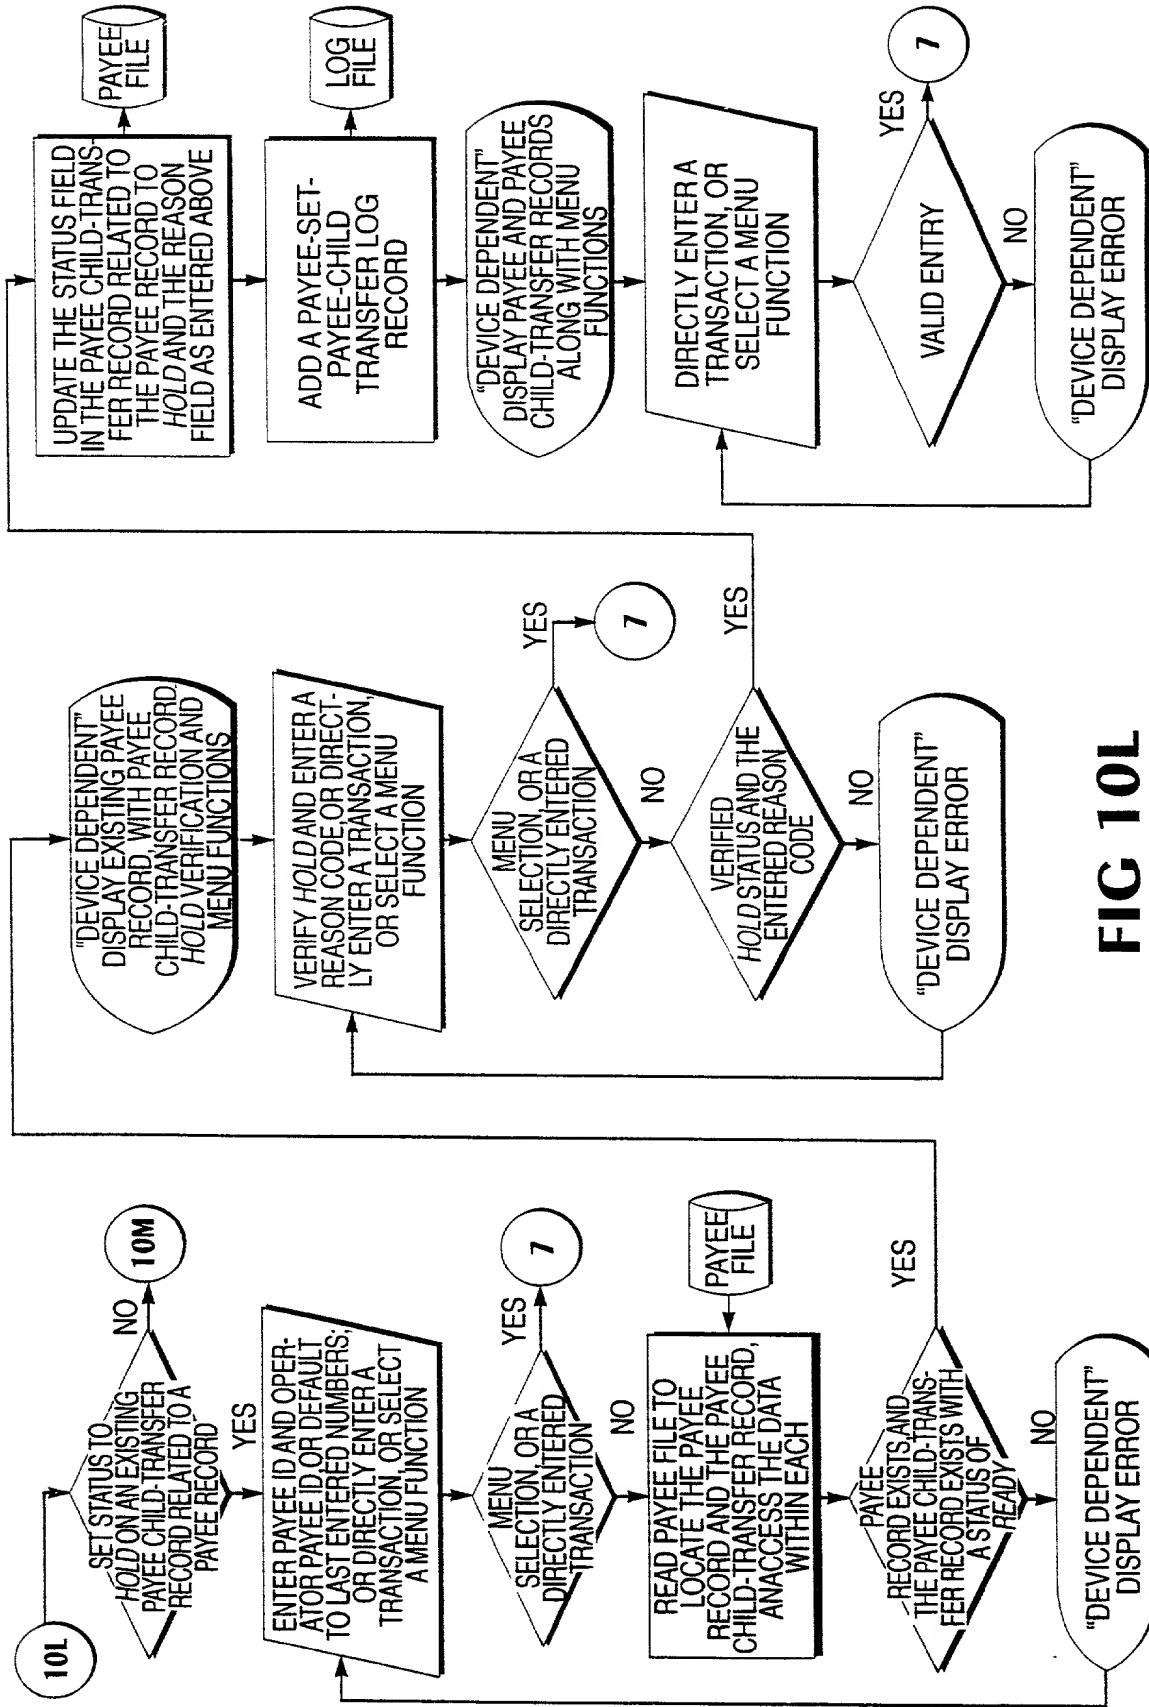 10L
SET STATUS TO
HOLD ON AN EXISTING
PAYEE CHILD-TRANSFER
RECORD RELATED TO A
PAYEE RECORD
NO
10M
YES
ENTER PAYEE ID AND OPER-
ATOR PAYEE ID, OR DEFAULT
TO LAST ENTERED NUMBERS;
OR DIRECTLY ENTER A
TRANSACTION, OR SELECT
A MENU FUNCTION
MENU
SELECTION, OR A
DIRECTLY ENTERED
TRANSACTION
YES
7
NO
READ PAYEE FILE TO
LOCATE THE PAYEE
RECORD AND THE PAYEE
CHILD-TRANSFER RECORD,
ANACCESS THE DATA
WITHIN EACH
PAYEE
FILE
PAYEE
RECORD EXISTS, AND
THE PAYEE CHILD-TRANS-
FER RECORD EXISTS WITH
A STATUS OF
READY
YES
NO
"DEVICE DEPENDENT"
DISPLAY ERROR
"DEVICE DEPENDENT"
DISPLAY EXISTING PAYEE
RECORD, WITH PAYEE
CHILD-TRANSFER RECORD
HOLD VERIFICATION AND
MENU FUNCTIONS
VERIFY HOLD AND ENTER A
REASON CODE, OR DIRECT-
LY ENTER A TRANSACTION,
OR SELECT A MENU
FUNCTION
MENU
SELECTION, OR A
DIRECTLY ENTERED
TRANSACTION
YES
7
NO
VERIFIED
HOLD STATUS AND THE
ENTERED REASON
CODE
YES
NO
"DEVICE DEPENDENT"
DISPLAY ERROR
UPDATE THE STATUS FIELD
IN THE PAYEE CHILD-TRANS-
FER RECORD RELATED TO
THE PAYEE RECORD TO
HOLD AND THE REASON
FIELD AS ENTERED ABOVE
PAYEE
FILE
ADD A PAYEE-SET-
PAYEE-CHILD
TRANSFER LOG
RECORD
LOG
FILE
"DEVICE DEPENDENT"
DISPLAY PAYEE AND PAYEE
CHILD-TRANSFER RECORDS
ALONG WITH MENU
FUNCTIONS
DIRECTLY ENTER A
TRANSACTION, OR
SELECT A MENU
FUNCTION
VALID ENTRY
YES
7
NO
"DEVICE DEPENDENT"
DISPLAY ERROR
FIG 10L